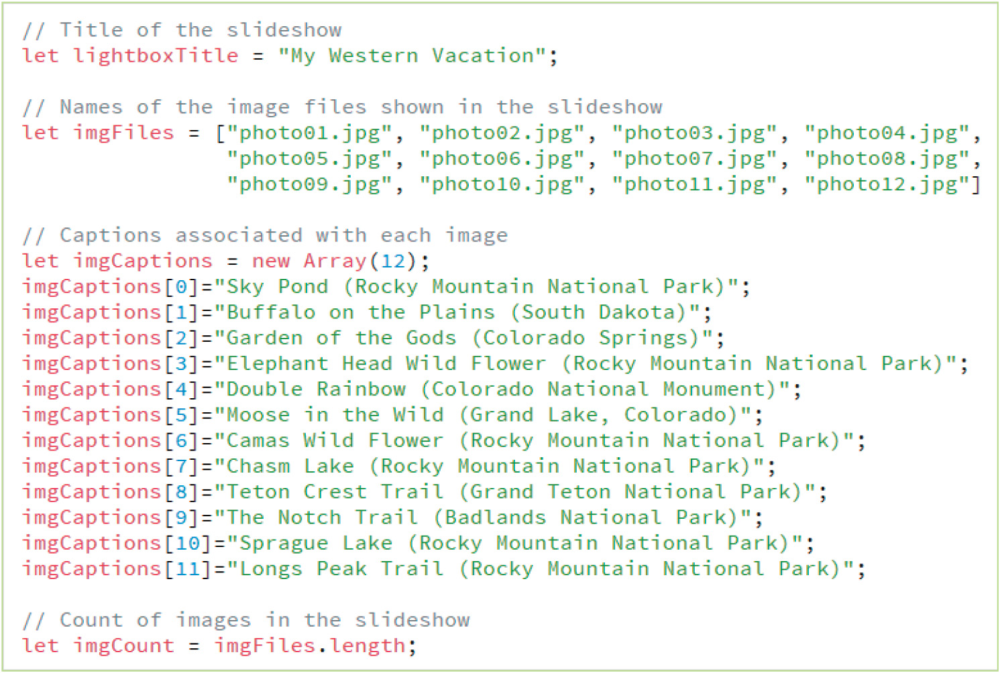 // Title of the slideshow
let lightboxTitle = "My Western Vacation";
// Names of the image files shown in the slideshow
let imgFiles = ["photo01.jpg", "photo02.jpg", "photo03.jpg", "photo04.jpg",
"photo05.jpg", "photo06.jpg", "photo07.jpg", "photo08.jpg",
"photo09.jpg", "photo10.jpg", "photo11.jpg", "photo12.jpg"]
// Captions associated with each image
let imgCaptions = new Array(12);
imgCaptions[0]="Sky Pond (Rocky Mountain National Park)";
imgCaptions[1]="Buffalo on the Plains (South Dakota)";
imgCaptions[2]="Garden of the Gods (Colorado Springs)";
imgCaptions[3]="Elephant Head Wild Flower (Rocky Mountain National Park)";
imgCaptions[4]="Double Rainbow (Colorado National Monument)";
imgCaptions[5]="Moose in the Wild (Grand Lake, Colorado)";
imgCaptions[6]="Camas Wild Flower (Rocky Mountain National Park)";
imgCaptions[7]="Chasm Lake (Rocky Mountain National Park)";
imgCaptions[8]="Teton Crest Trail (Grand Teton National Park)";
imgCaptions[9]="The Notch Trail (Badlands National Park)";
imgCaptions[10]="Sprague Lake (Rocky Mountain National Park)";
imgCaptions[11]="Longs Peak Trail (Rocky Mountain National Park)";
// Count of images in the slideshow
let imgCount = imgFiles.length;